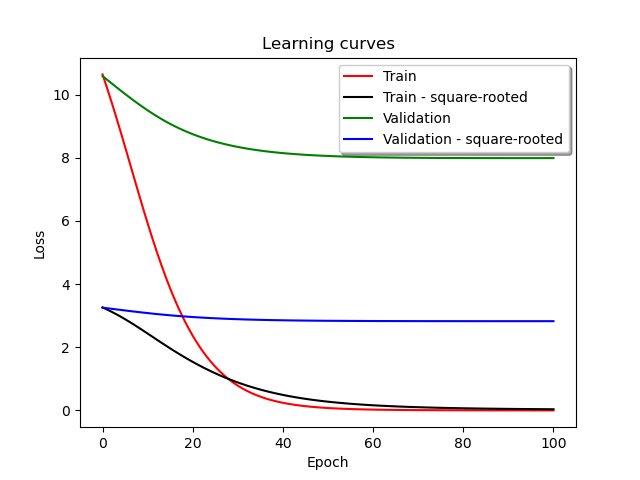 Learning curves
Train
Train - square-rooted
Validation
Validation - square-rooted
10
8
6
4
2
0
Loss
0 20 40 60 80 100
Epoch